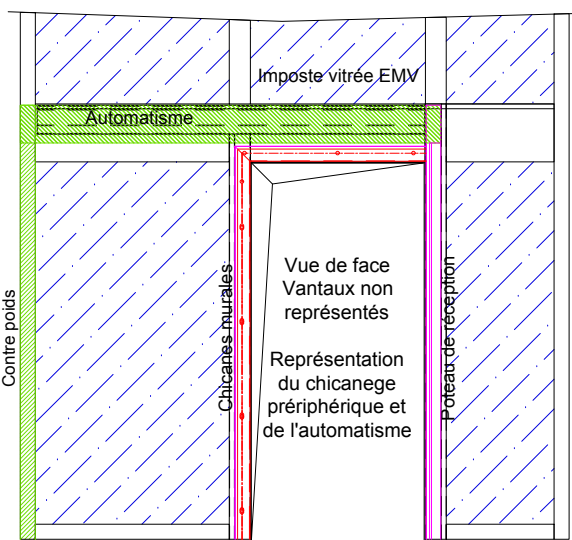 Imposte vitrée EMV
Automatisme
Contre poids
Chicanes murales
Vue de face
Vantaux non
représentés
Représentation
du chicanege
prériphérique et
de l'automatisme
Poteau de réception